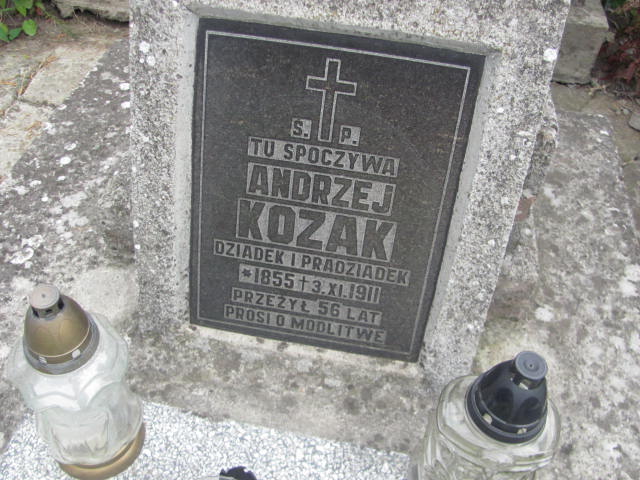 Ś. P.
TU SPOCZYWA
ANDRZEJ
KOZAK
DZIADEK I PRADZIADEK
*1855 †3.XI.1911
PRZEŻYŁ 56 LAT
PROSI O MODLITWĘ